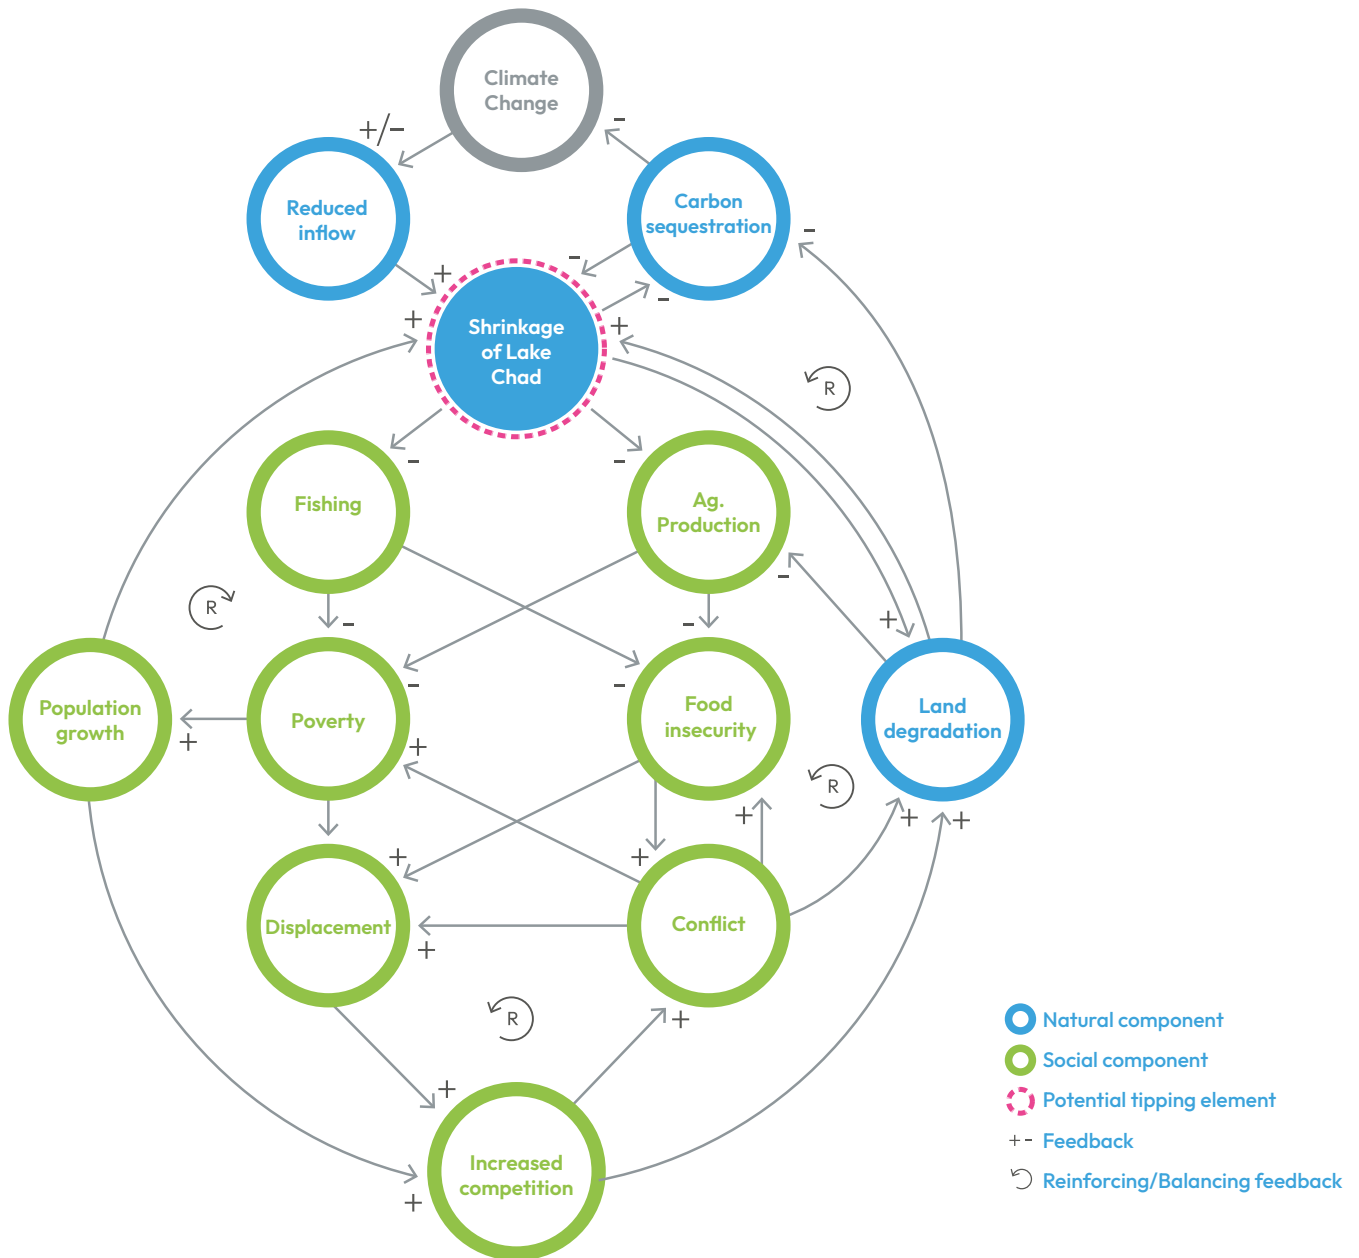 Climate
Change
+/-
-
Reduced
inflow
Carbon
sequestration
-
+
-
-
+
+
Shrinkage
of Lake
Chad
R
-
-
Fishing
Ag.
Production
-
R
-
-
+
-
-
Population
growth
+
Poverty
+
Food
insecurity
Land
degradation
R
+
+
+
+
+
Displacement
Conflict
+
R
+
+
Increased
competition
+
Natural component
Social component
Potential tipping element
+ - Feedback
Reinforcing/Balancing feedback